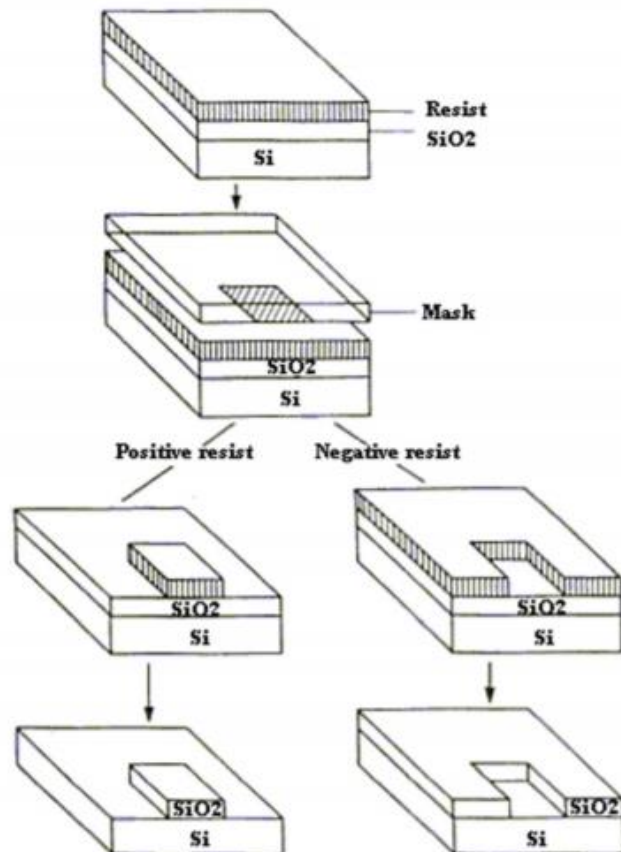 Resist
SiO2
Si
Mask
SiO2
Si
Positive resist
Negative resist
SiO2
Si
SiO2
Si
SiO2
Si
SiO2
Si